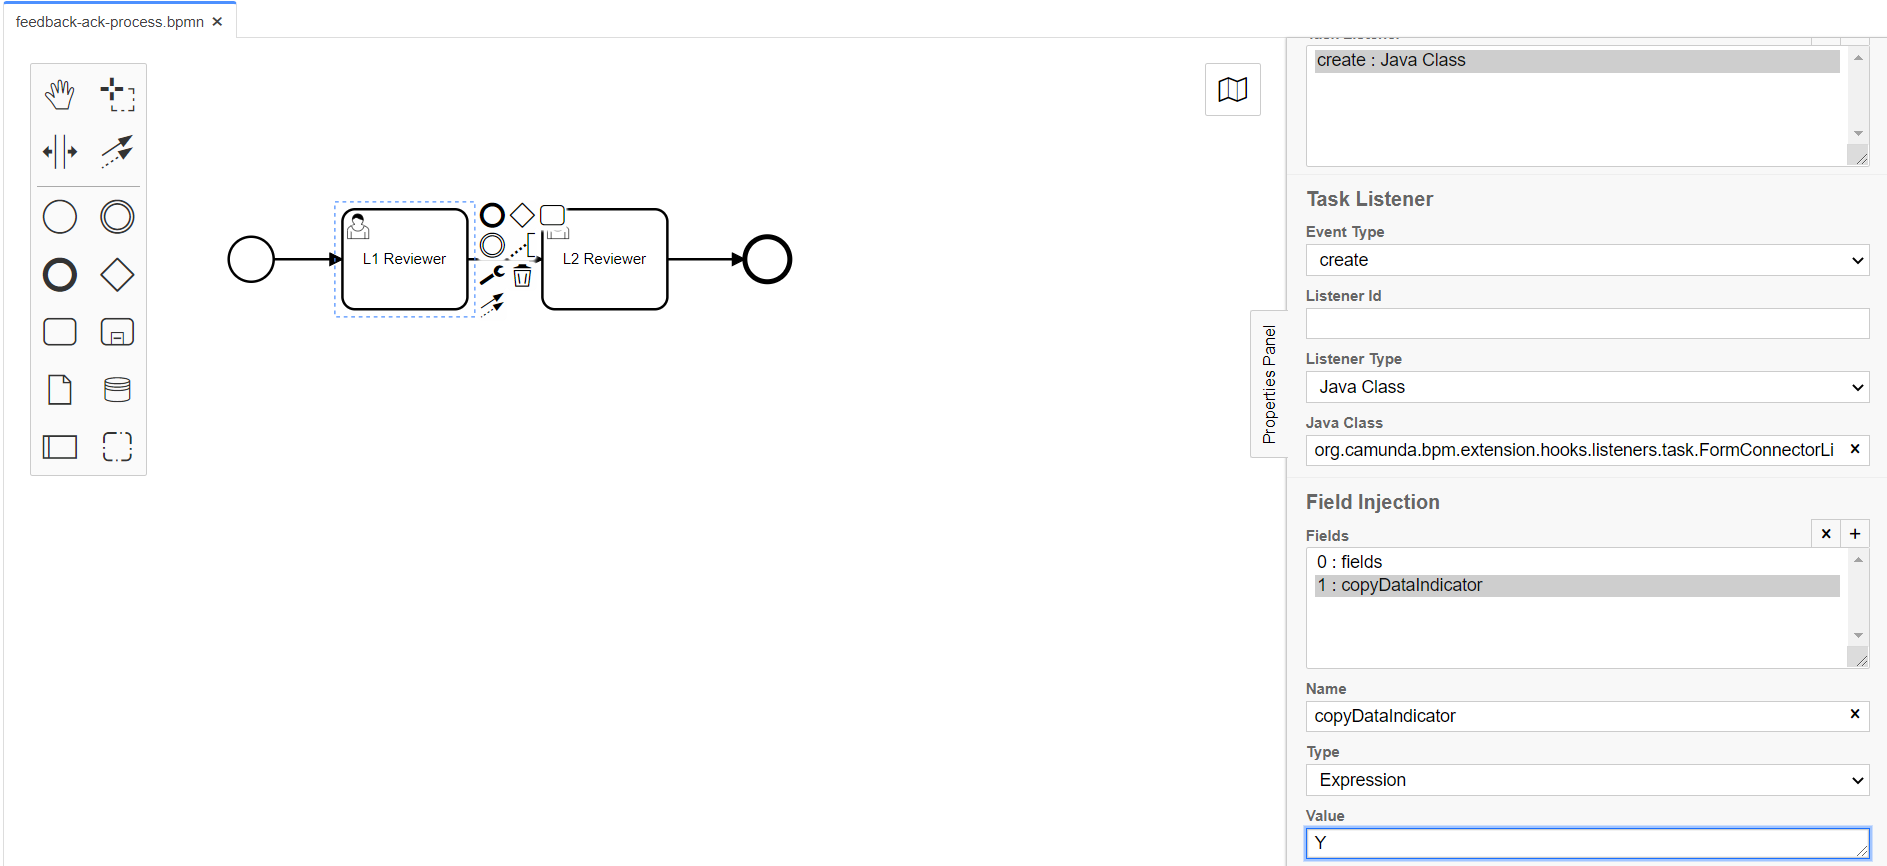 feedback-ack-process.bpmn
create : Java Class
L1 Reviewer
L2 Reviewer
Properties Panel
Task Listener
Event Type
create
Listener Id
Listener Type
Java Class
Java Class
org.camunda.bpm.extension.hooks.listeners.task.FormConnectorLi
Field Injection
Fields
0 : fields
1 : copyDataIndicator
Name
copyDataIndicator
Type
Expression
Value
Y